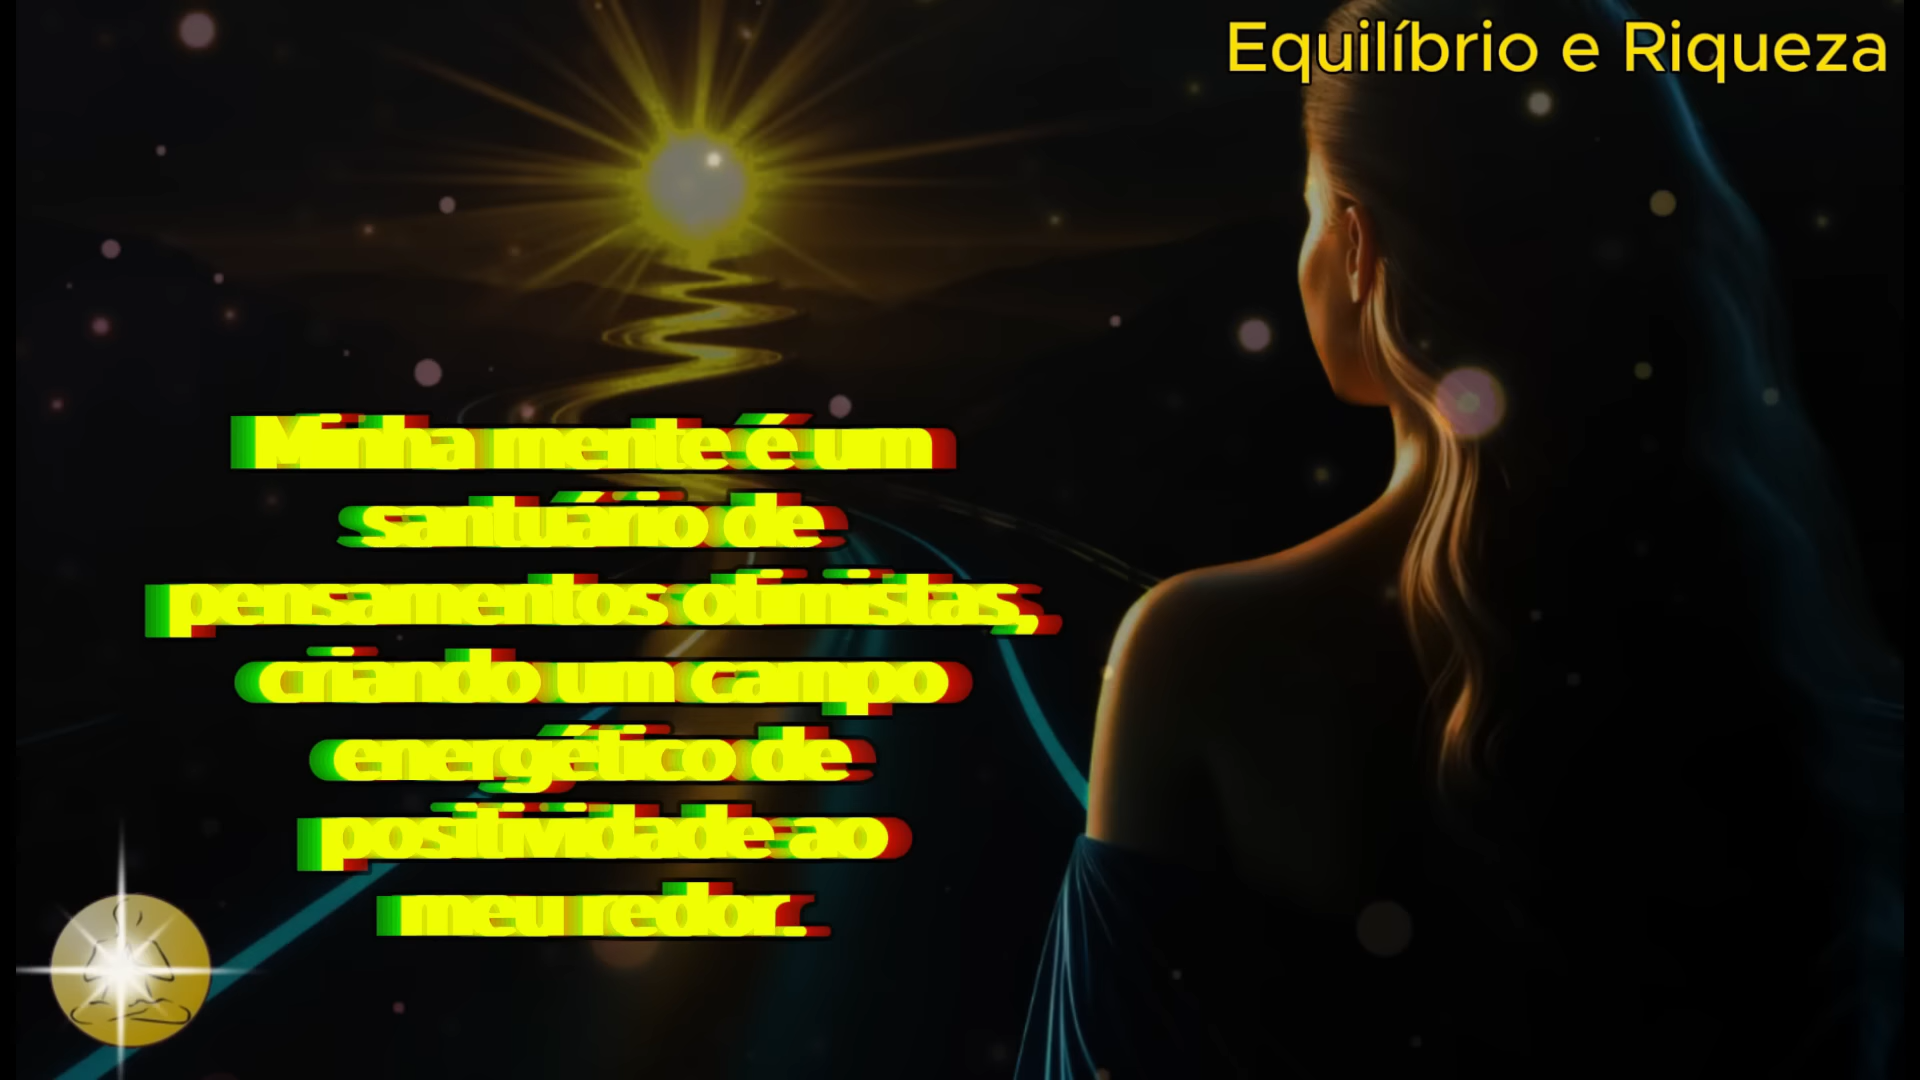 Equilíbrio e Riqueza
Minha mente é um
santuário de
pensamentos otimistas,
criando um campo
energético de
positividade ao
meu redor.